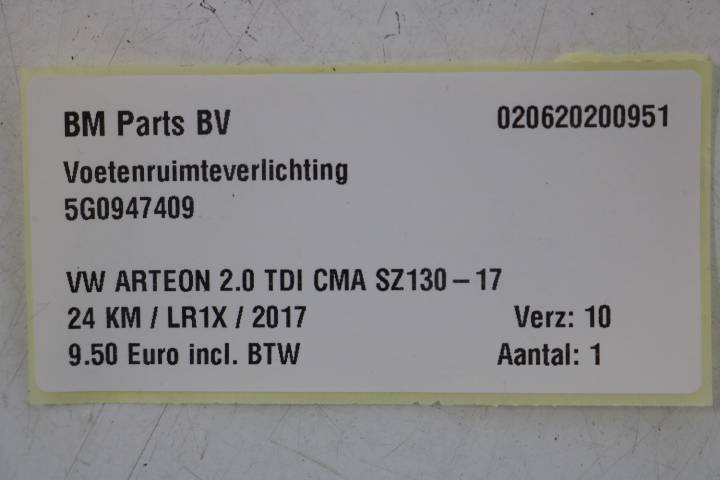 BM Parts BV 020620200951
Voetenruimteverlichting
5G0947409
VW ARTEON 2.0 TDI CMA SZ130-17
24 KM / LR1X / 2017 Verz: 10
9.50 Euro incl. BTW Aantal: 1